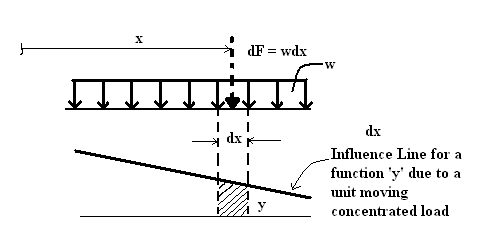 x
dF = wdx
w
dx
dx
Influence Line for a
function 'y' due to a
unit moving
concentrated load
y